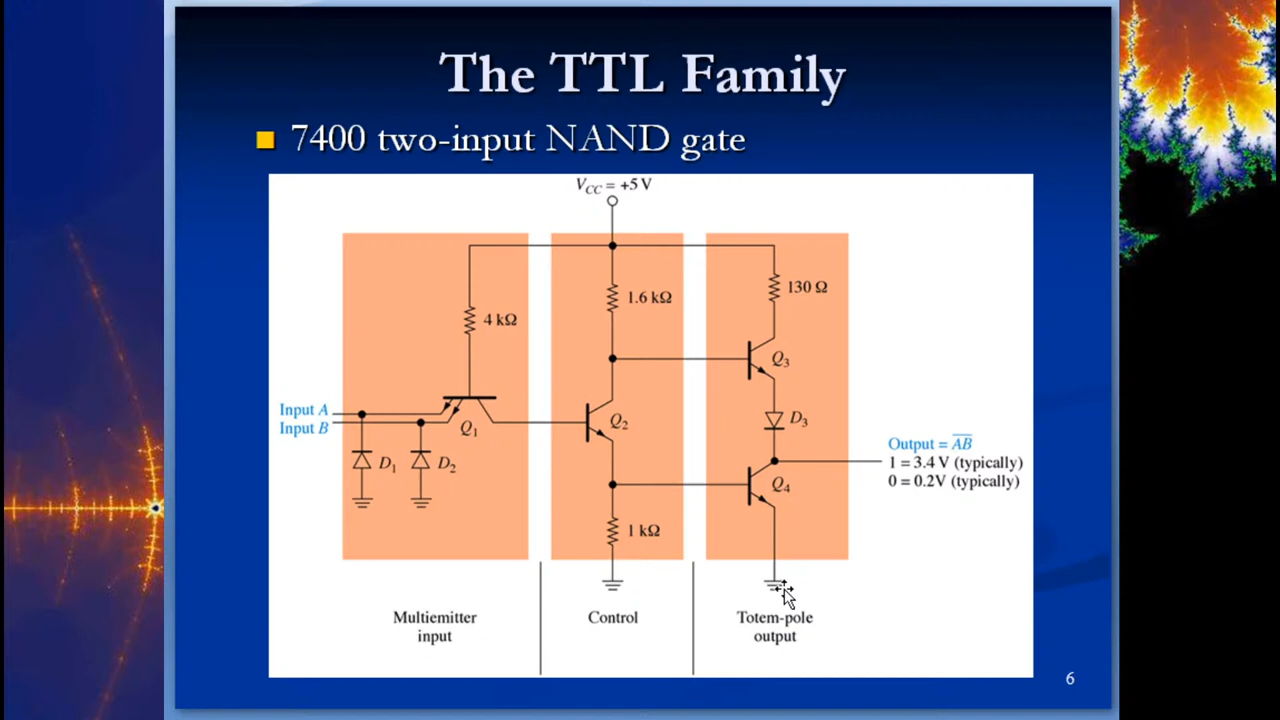 The TTL Family
7400 two-input NAND gate
V_CC = +5 V
130 Ω
1.6 kΩ
4 kΩ
Q₃
Input A
Input B
Q₁
Q₂
D₃
D₁
D₂
Q₄
Output = A̅B̅
1 = 3.4 V (typically)
0 = 0.2V (typically)
1 kΩ
Multiemitter
input
Control
Totem-pole
output
6